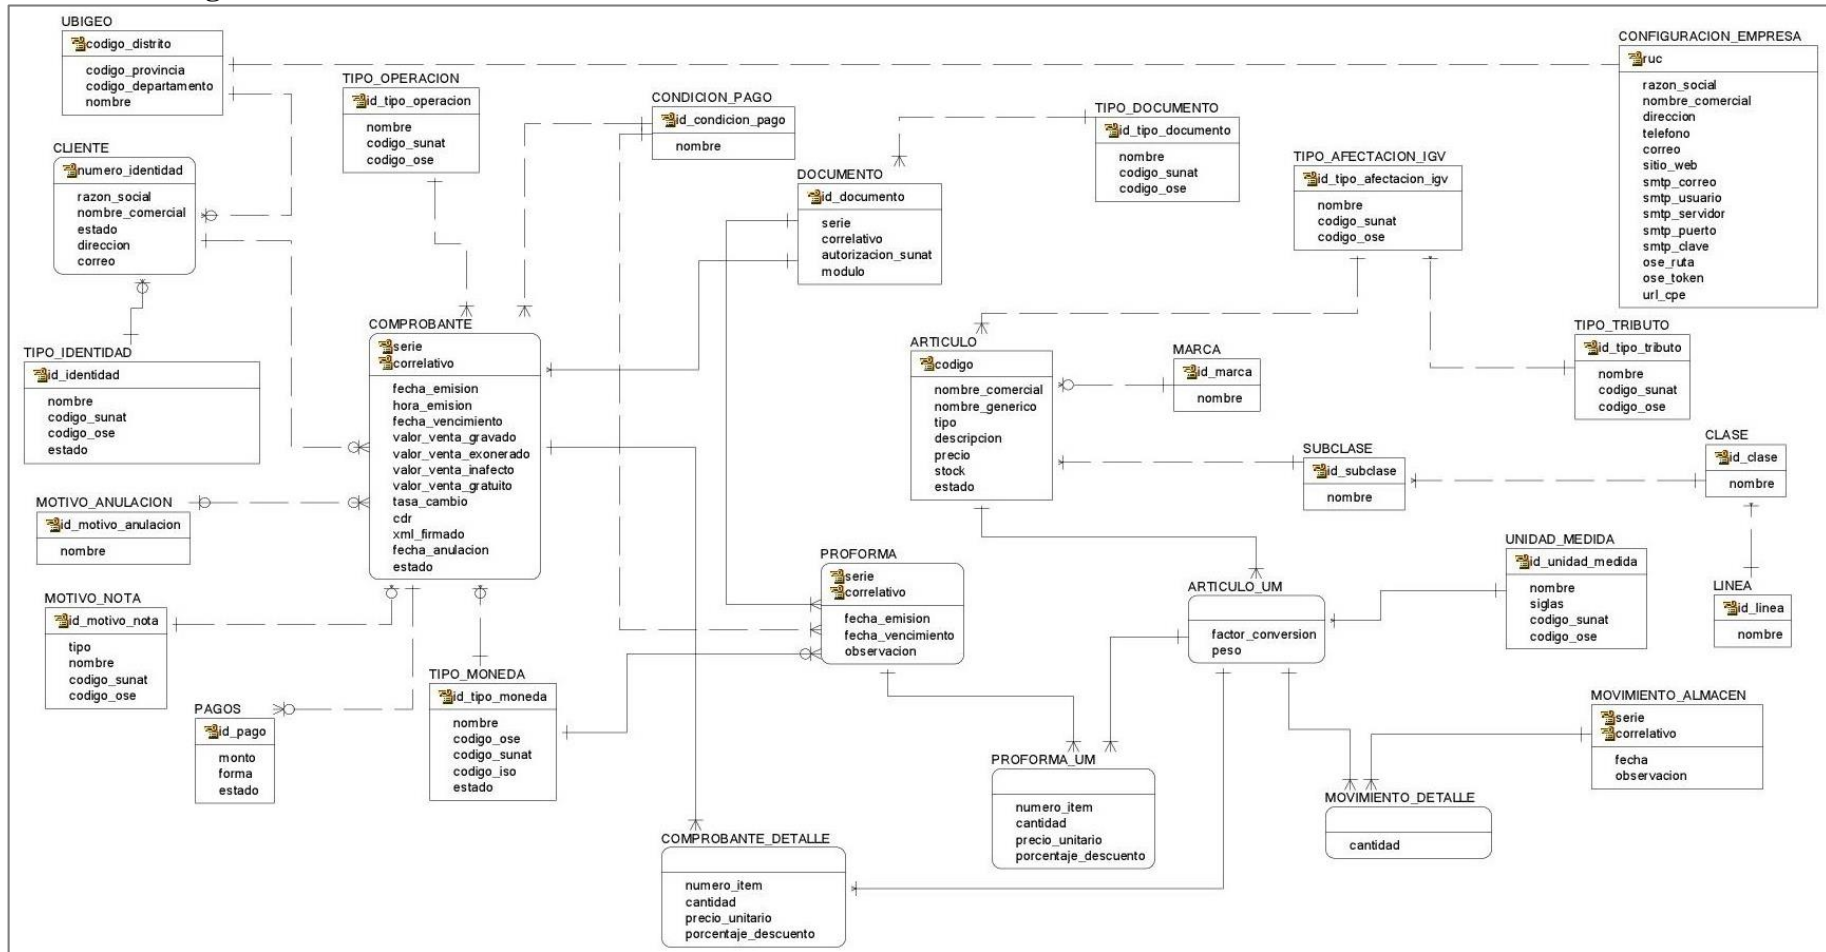 UBIGEO
codigo_distrito
codigo_provincia
codigo_departamento
nombre
CLIENTE
numero_identidad
razon_social
nombre_comercial
estado
direccion
correo
TIPO_IDENTIDAD
id_identidad
nombre
codigo_sunat
codigo_ose
estado
MOTIVO_ANULACION
id_motivo_anulacion
nombre
MOTIVO_NOTA
id_motivo_nota
tipo
nombre
codigo_sunat
codigo_ose
PAGOS
id_pago
monto
forma
estado
TIPO_OPERACION
id_tipo_operacion
nombre
codigo_sunat
codigo_ose
COMPROBANTE
serie
correlativo
fecha_emision
hora_emision
fecha_vencimiento
valor_venta_gravado
valor_venta_exonerado
valor_venta_inafecto
valor_venta_gratuito
tasa_cambio
cdr
xml_firmado
fecha_anulacion
estado
TIPO_MONEDA
id_tipo_moneda
nombre
codigo_ose
codigo_sunat
codigo_iso
estado
CONDICION_PAGO
id_condicion_pago
nombre
DOCUMENTO
id_documento
serie
correlativo
autorizacion_sunat
modulo
TIPO_DOCUMENTO
id_tipo_documento
nombre
codigo_sunat
codigo_ose
PROFORMA
serie
correlativo
fecha_emision
fecha_vencimiento
observacion
COMPROBANTE_DETALLE
numero_item
cantidad
precio_unitario
porcentaje_descuento
ARTICULO
codigo
nombre_comercial
nombre_generico
tipo
descripcion
precio
stock
estado
MARCA
id_marca
nombre
PROFORMA_UM
numero_item
cantidad
precio_unitario
porcentaje_descuento
TIPO_AFECTACION_IGV
id_tipo_afectacion_igv
nombre
codigo_sunat
codigo_ose
SUBCLASE
id_subclase
nombre
ARTICULO_UM
factor_conversion
peso
MOVIMIENTO_DETALLE
cantidad
CONFIGURACION_EMPRESA
ruc
razon_social
nombre_comercial
direccion
telefono
correo
sitio_web
smtp_correo
smtp_usuario
smtp_servidor
smtp_puerto
smtp_clave
ose_ruta
ose_token
url_cpe
TIPO_TRIBUTO
id_tipo_tributo
nombre
codigo_sunat
codigo_ose
CLASE
id_clase
nombre
UNIDAD_MEDIDA
id_unidad_medida
nombre
siglas
codigo_sunat
codigo_ose
LINEA
id_linea
nombre
MOVIMIENTO_ALMACEN
serie
correlativo
fecha
observacion